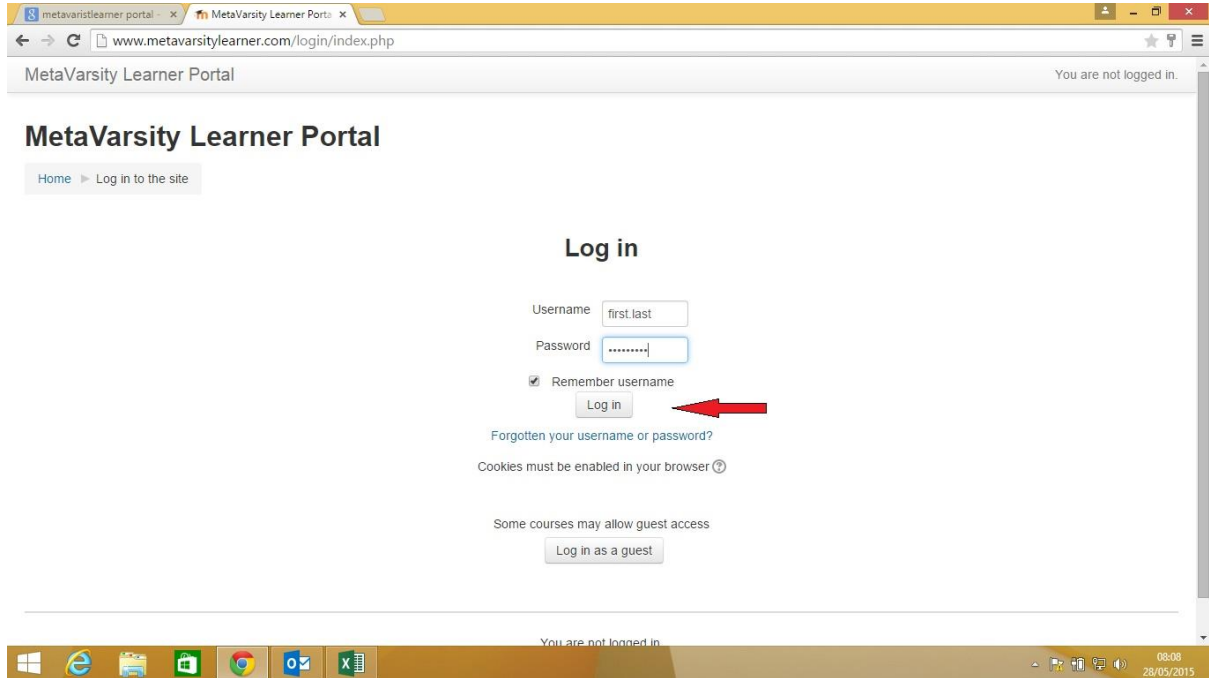 metavaristlearner portal -
MetaVarsity Learner Porta
www.metavarsitylearner.com/login/index.php
MetaVarsity Learner Portal
You are not logged in.
MetaVarsity Learner Portal
Home ► Log in to the site
Log in
Username first.last
Password •••••••••
Remember username
Log in
Forgotten your username or password?
Cookies must be enabled in your browser
Some courses may allow guest access
Log in as a guest
You are not logged in
08:08
28/05/2015